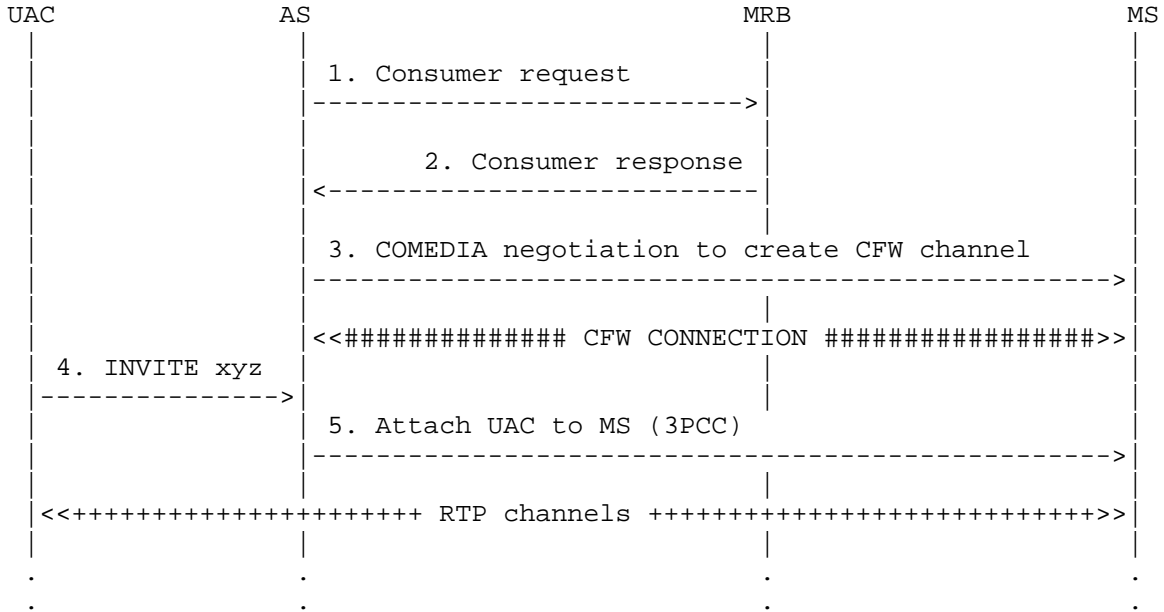 UAC AS MRB MS
1. Consumer request
2. Consumer response
3. COMEDIA negotiation to create CFW channel
<<############## CFW CONNECTION #################>>
4. INVITE xyz
5. Attach UAC to MS (3PCC)
<<++++++++++++++++++++++ RTP channels ++++++++++++++++++++++++++++>>